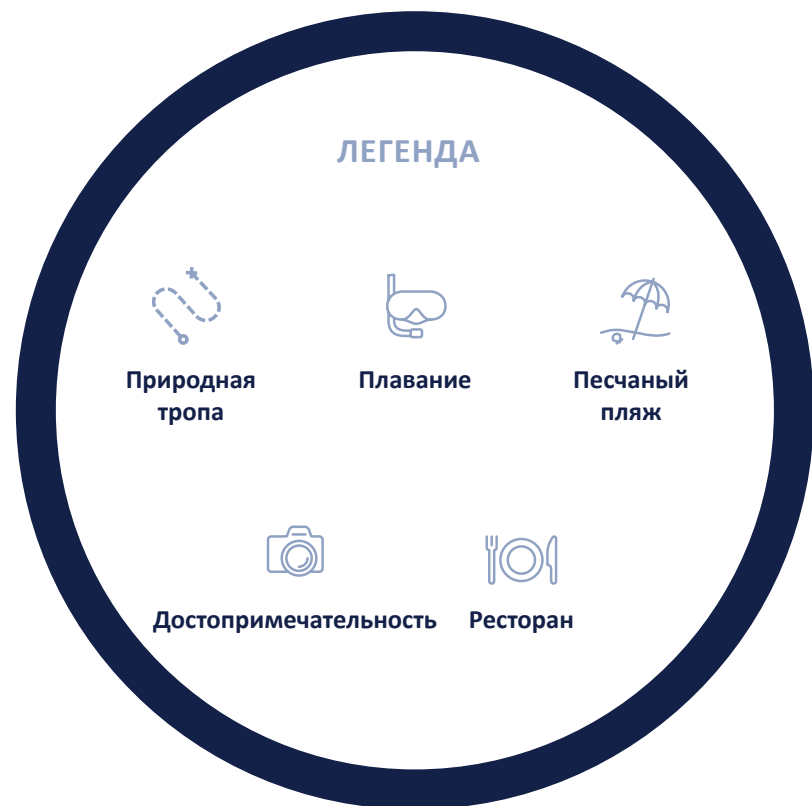 ЛЕГЕНДА
Природная
тропа
Плавание
Песчаный
пляж
Достопримечательность
Ресторан